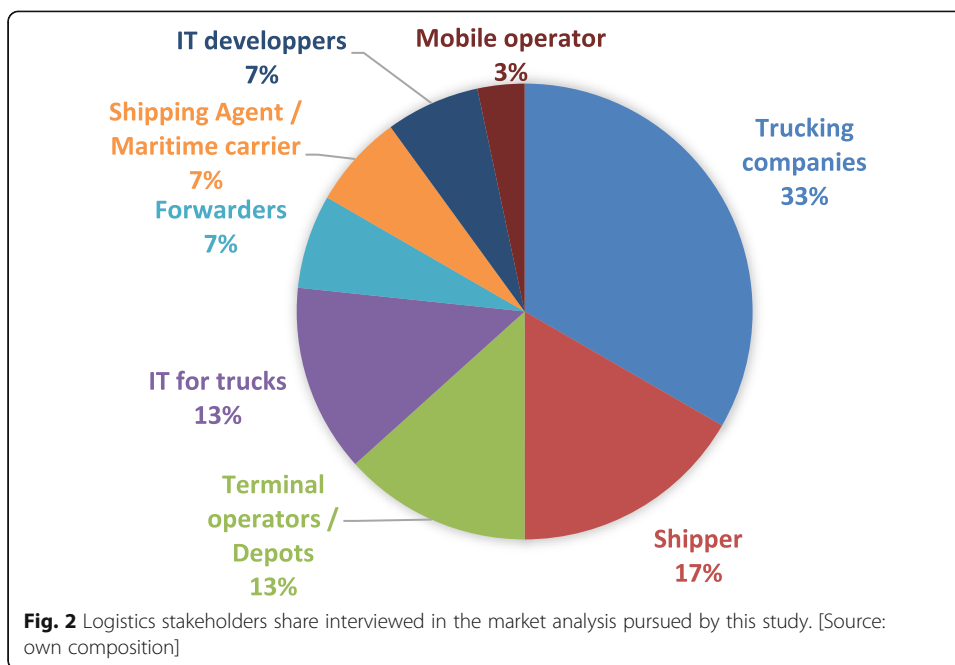 IT developpers
7%
Mobile operator
3%
Shipping Agent /
Maritime carrier
7%
Forwarders
7%
Trucking
companies
33%
IT for trucks
13%
Terminal
operators /
Depots
13%
Shipper
17%
Fig. 2 Logistics stakeholders share interviewed in the market analysis pursued by this study. [Source:
own composition]